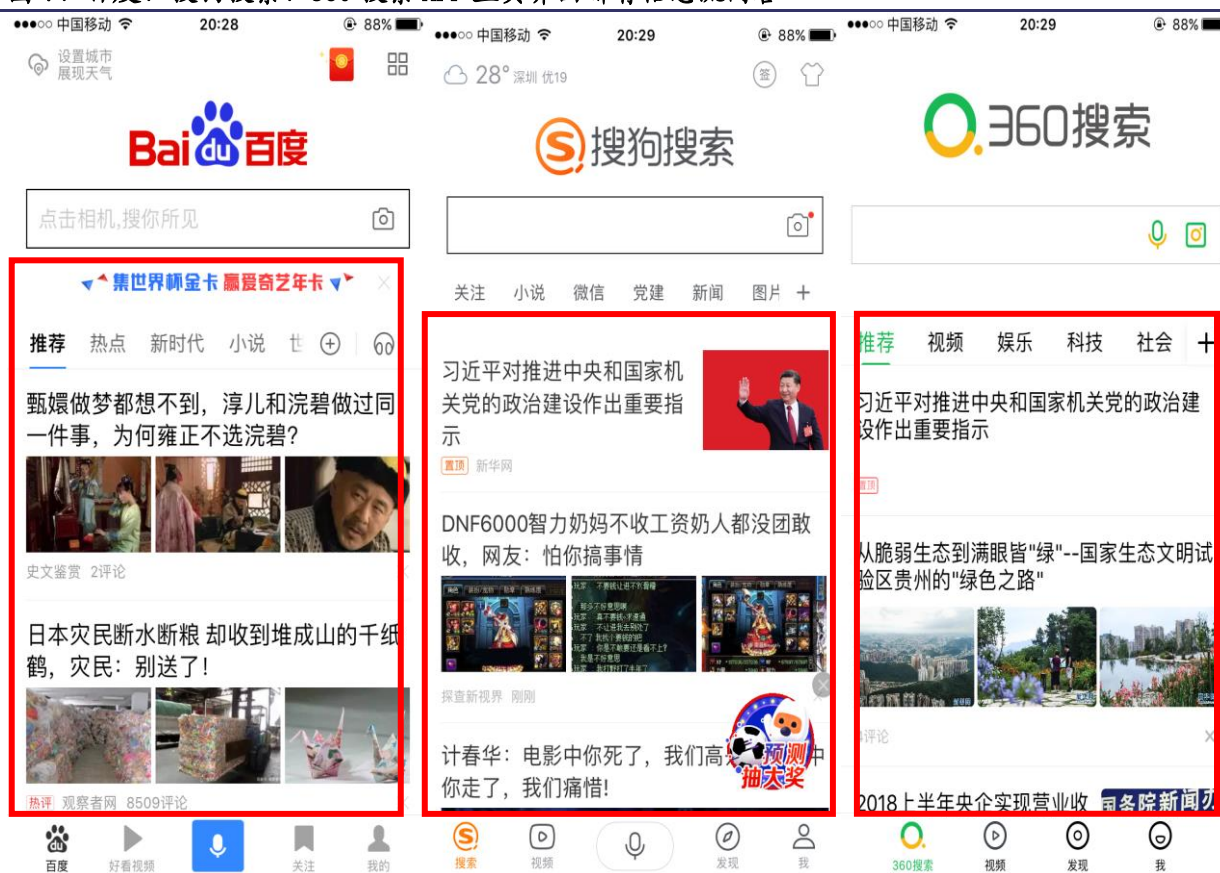 中国移动 20:28 88%
设置城市
展现天气
Bai du 百度
点击相机,搜你所见
集世界杯金卡 赢爱奇艺年卡
推荐 热点 新时代 小说
甄嬛做梦都想不到，淳儿和浣碧做过同
一件事，为何雍正不选浣碧？
史文鉴赏 2评论
日本灾民断水断粮 却收到堆成山的千纸
鹤，灾民：别送了！
热评 观察者网 8509评论
百度 好看视频 关注 我的
中国移动 20:29 88%
28° 深圳 优19
签
S 搜狗搜索
关注 小说 微信 党建 新闻 图片
习近平对推进中央和国家机
关党的政治建设作出重要指
示
置顶 新华网
DNF6000智力奶妈不收工资奶人都没团敢
收，网友：怕你搞事情
探查新视界 刚刚
计春华：电影中你死了，我们高
中
你走了，我们痛惜!
预测
抽大奖
搜索 视频 发现 我
中国移动 20:29 88%
360搜索
推荐 视频 娱乐 科技 社会
习近平对推进中央和国家机关党的政治建
设作出重要指示
置顶
从脆弱生态到满眼皆"绿"--国家生态文明试
验区贵州的"绿色之路"
评论
2018上半年央企实现营业收
国务院新闻办
360搜索 视频 发现 我